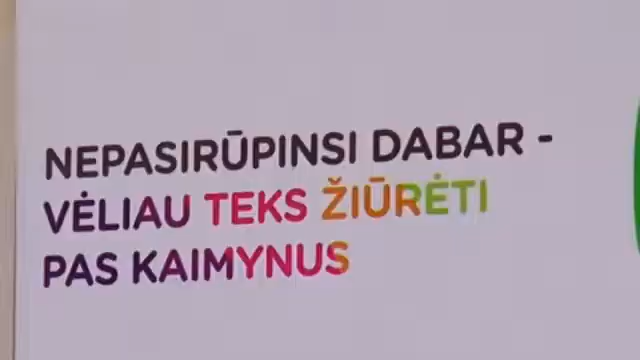 NEPASIRŪPINSI DABAR -
VĖLIAU TEKS ŽIŪRĖTI
PAS KAIMYNUS